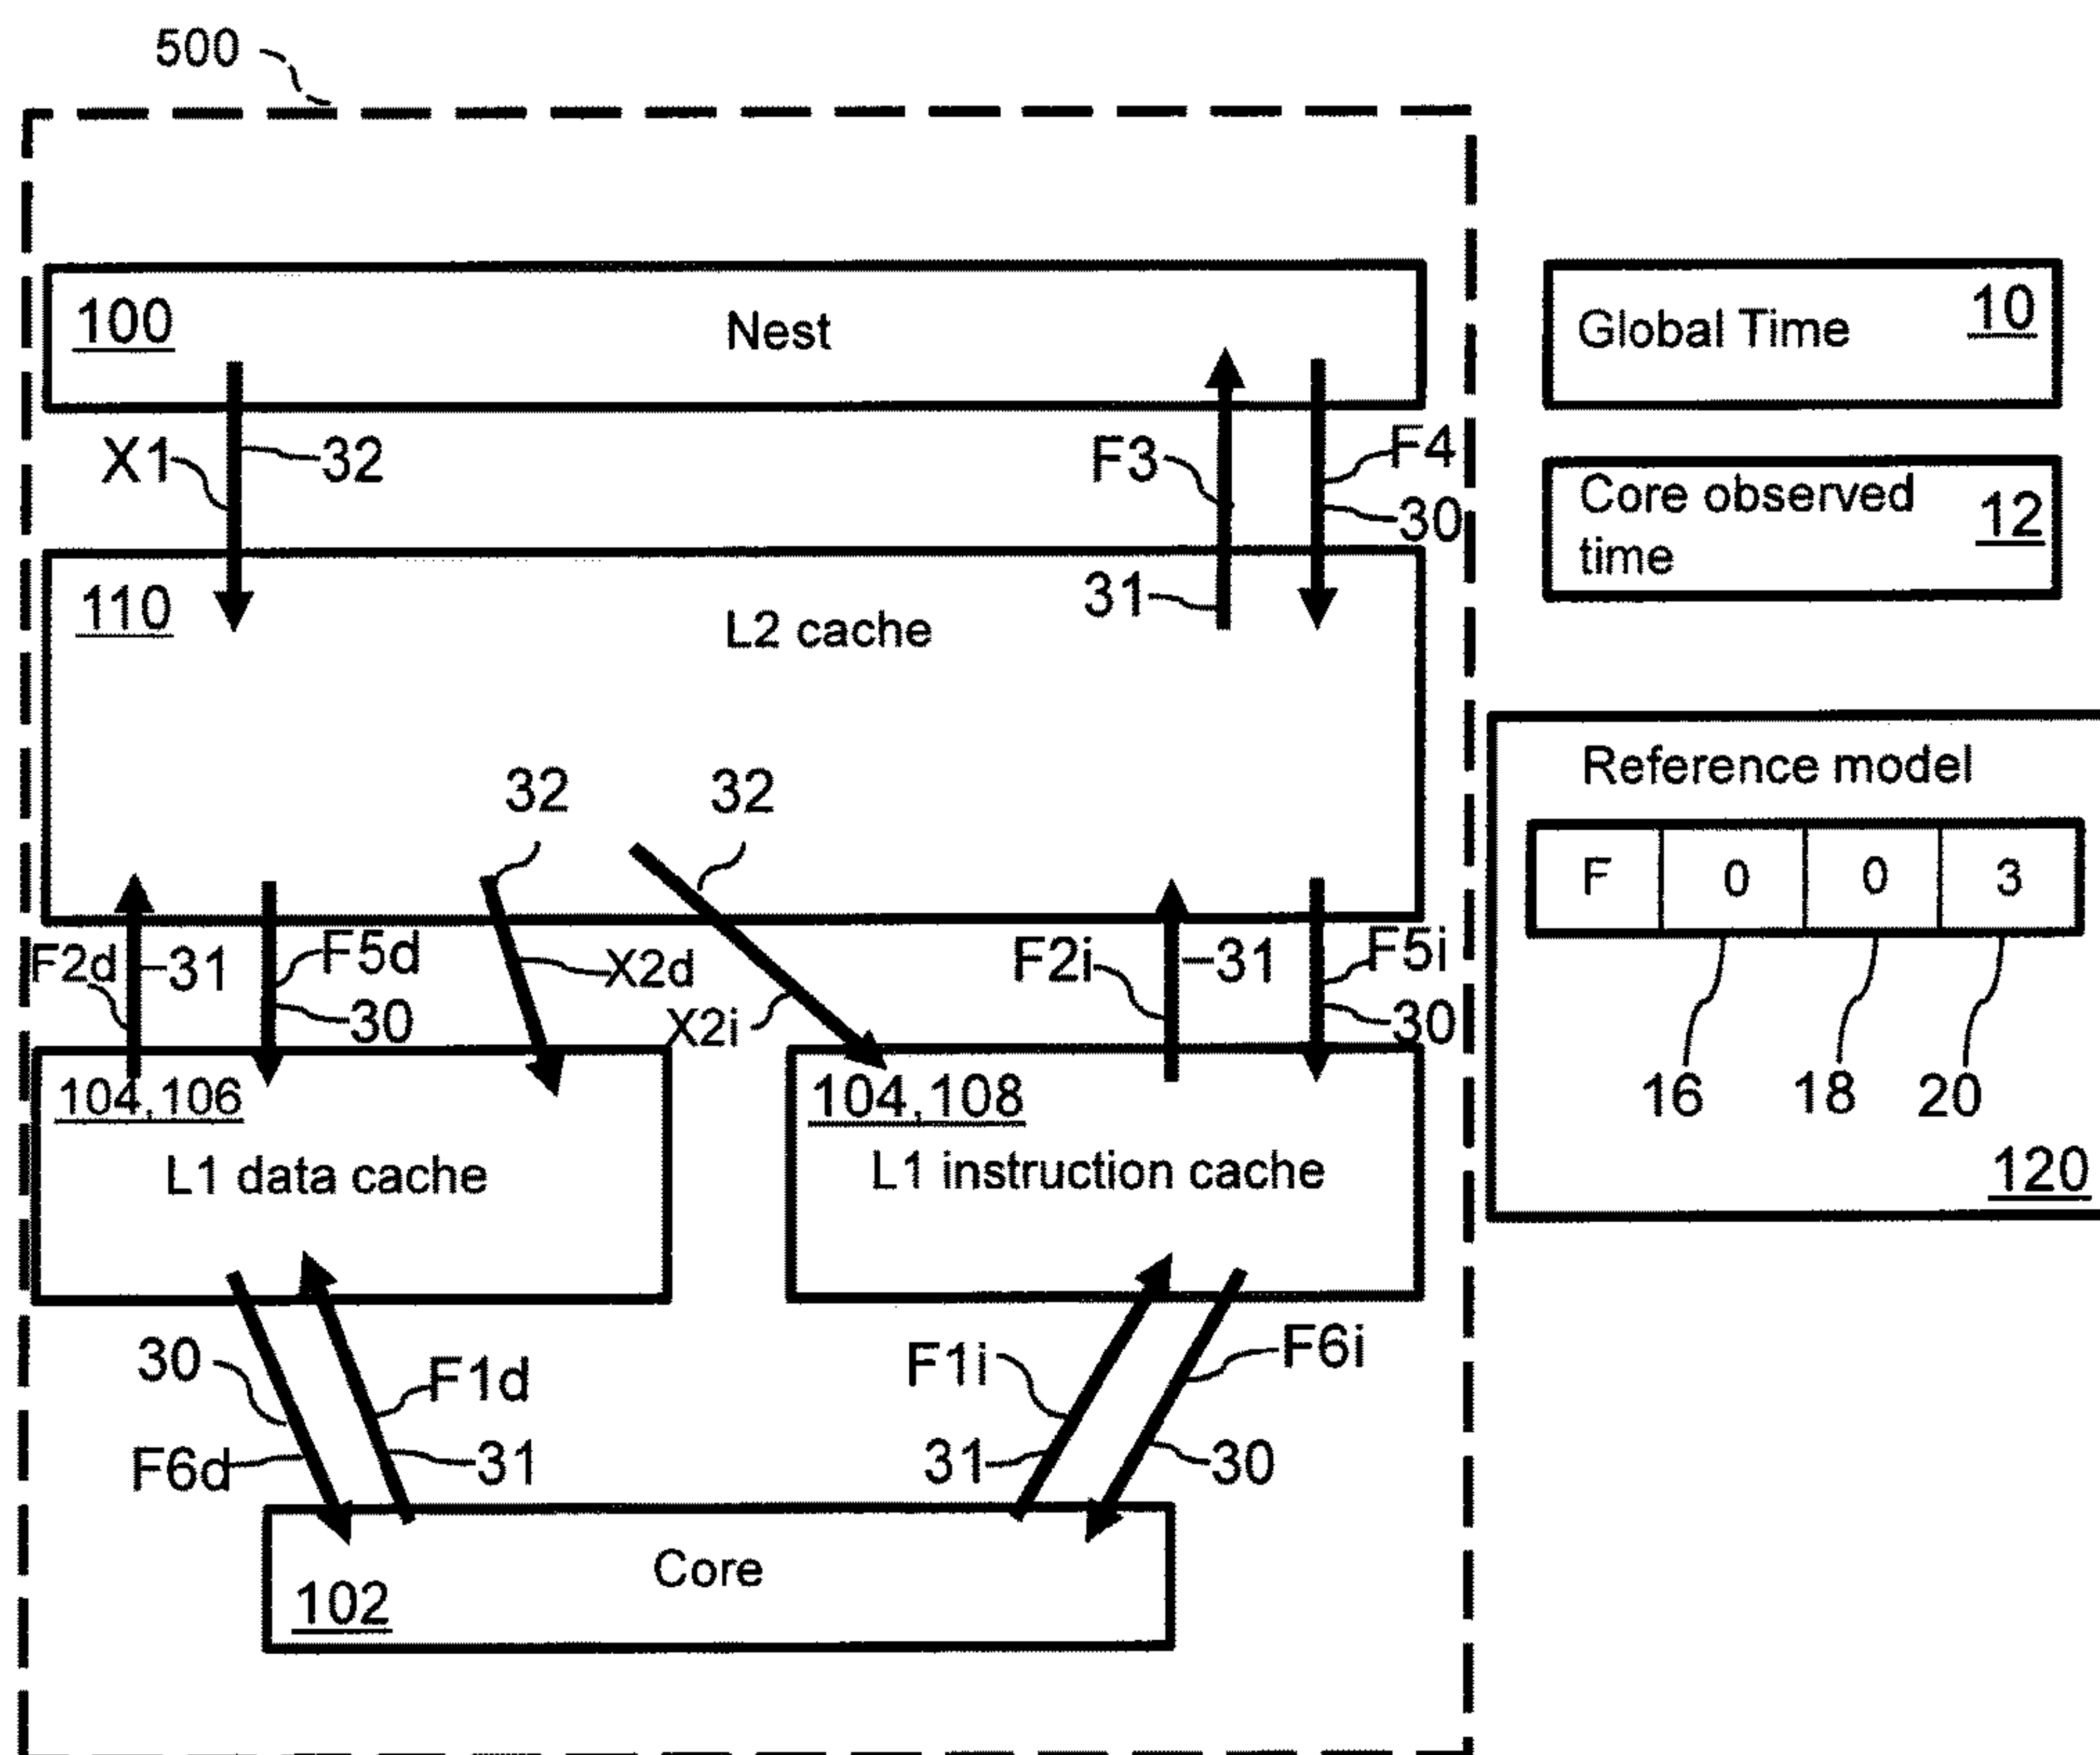 500
100
Nest
Global Time
10
X1
32
F3
F4
30
Core observed
time
12
110
L2 cache
31
Reference model
F 0 0 3
16 18 20
120
32
32
F2d
31
F5d
30
X2d
X2i
F2i
31
F5i
30
104,106
L1 data cache
104,108
L1 instruction cache
30
F6d
F1d
31
F1i
31
F6i
30
Core
102